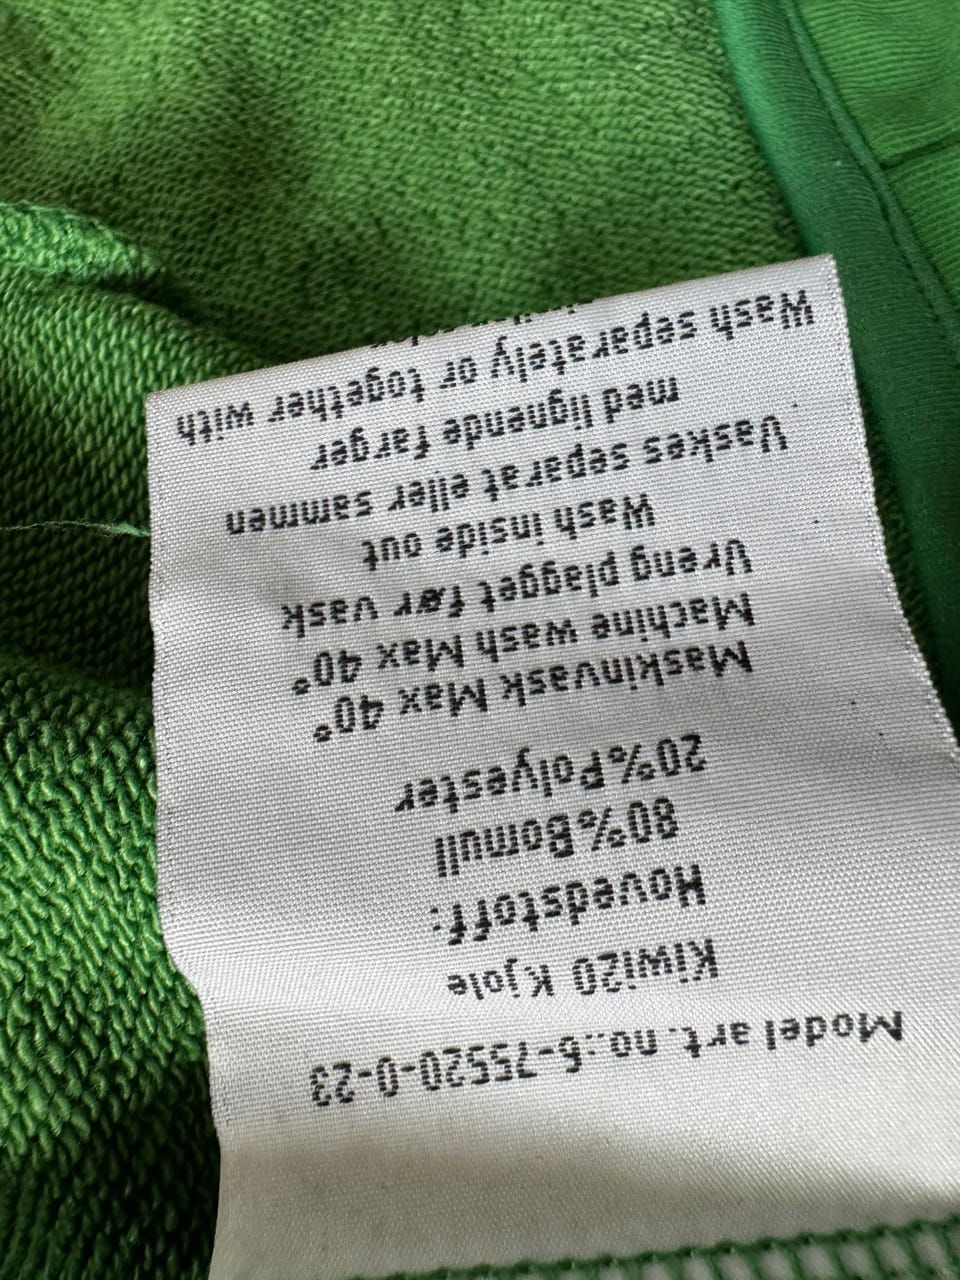 Model art.no.:6-75520-0-23
Kiwi20 Kjole
Hovedstoff:
80%Bomull
20%Polyester
Maskinvask Max 40°
Machine wash Max 40°
Vreng plagget før vask
Wash inside out
Vaskes separat eller sammen
med lignende farger
Wash separately or together with